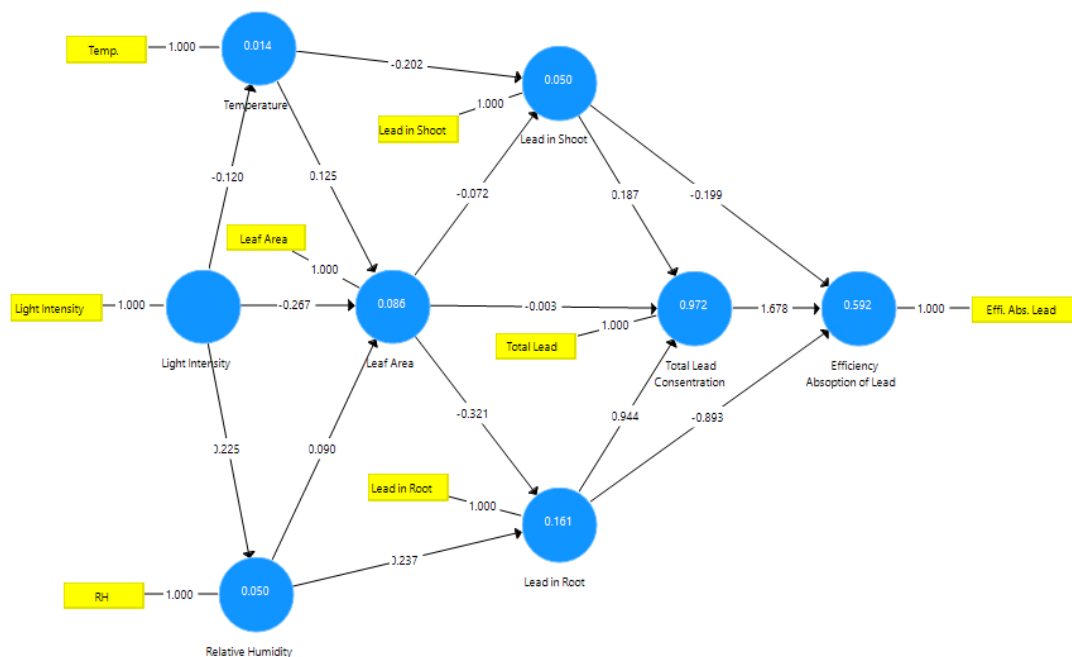 0.014
Temp.
1.000
-0.202
0.050
1.000
Temperature
Lead in Shoot
Lead in Shoot
-0.120
0.125
-0.072
0.187
-0.199
Leaf Area
1.000
Light Intensity
1.000
-0.267
0.086
-0.003
0.972
1.678
0.592
1.000
Effi. Abs. Lead
1.000
Total Lead
Light Intensity
Leaf Area
Total Lead
Consentration
Efficiency
Absoption of Lead
-0.321
0.944
-0.893
0.225
0.090
Lead in Root
1.000
0.161
0.237
Lead in Root
0.050
RH
1.000
Relative Humidity